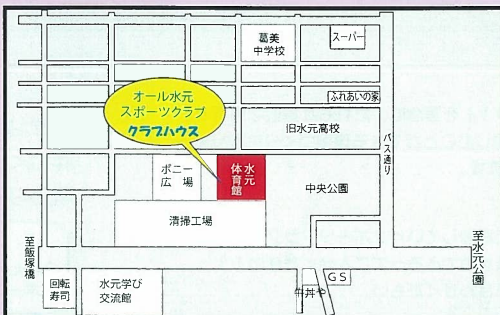 葛美
中学校
スーパー
オール水元
スポーツクラブ
クラブハウス
ふれあいの家
旧水元高校
バス通り
ポニー
広場
水元
体育館
中央公園
清掃工場
至飯塚橋
至水元公園
回転
寿司
水元学び
交流館
牛丼や
GS